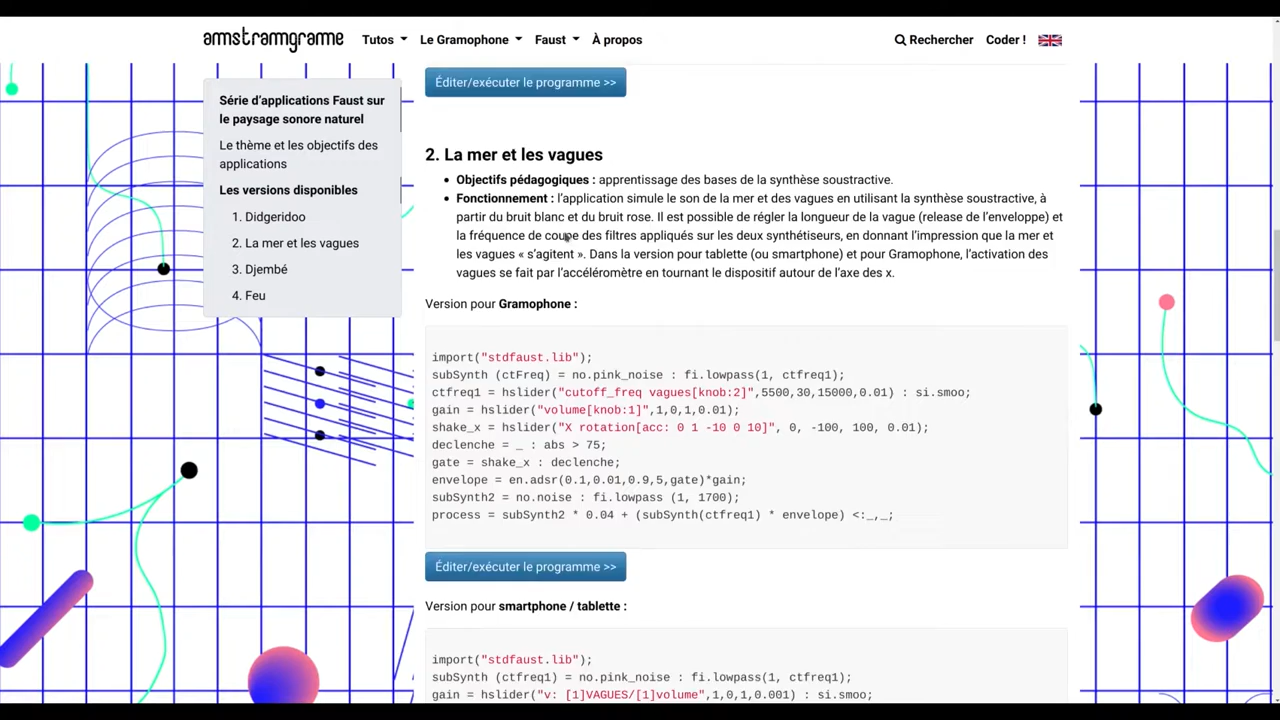 amstramgrame
Tutos
Le Gramophone
Faust
À propos
Rechercher
Coder !
Série d'applications Faust sur
le paysage sonore naturel
Le thème et les objectifs des
applications
Les versions disponibles
1. Didgeridoo
2. La mer et les vagues
3. Djembé
4. Feu
Éditer/exécuter le programme >>
2. La mer et les vagues
Objectifs pédagogiques : apprentissage des bases de la synthèse soustractive.
Fonctionnement : l'application simule le son de la mer et des vagues en utilisant la synthèse soustractive, à
partir du bruit blanc et du bruit rose. Il est possible de régler la longueur de la vague (release de l'enveloppe) et
la fréquence de coupe des filtres appliqués sur les deux synthétiseurs, en donnant l'impression que la mer et
les vagues « s'agitent ». Dans la version pour tablette (ou smartphone) et pour Gramophone, l'activation des
vagues se fait par l'accéléromètre en tournant le dispositif autour de l'axe des x.
Version pour Gramophone :
import("stdfaust.lib");
subSynth (ctFreq) = no.pink_noise : fi.lowpass(1, ctfreq1);
ctfreq1 = hslider("cutoff_freq vagues[knob:2]",5500,30,15000,0.01) : si.smoo;
gain = hslider("volume[knob:1]",1,0,1,0.01);
shake_x = hslider("X rotation[acc: 0 1 -10 0 10]", 0, -100, 100, 0.01);
declenche = _ : abs > 75;
gate = shake_x : declenche;
envelope = en.adsr(0.1,0.01,0.9,5,gate)*gain;
subSynth2 = no.noise : fi.lowpass (1, 1700);
process = subSynth2 * 0.04 + (subSynth(ctfreq1) * envelope) <:_,_;
Éditer/exécuter le programme >>
Version pour smartphone / tablette :
import("stdfaust.lib");
subSynth (ctfreq1) = no.pink_noise : fi.lowpass(1, ctfreq1);
gain = hslider("v: [1]VAGUES/[1]volume",1,0,1,0.001) : si.smoo;